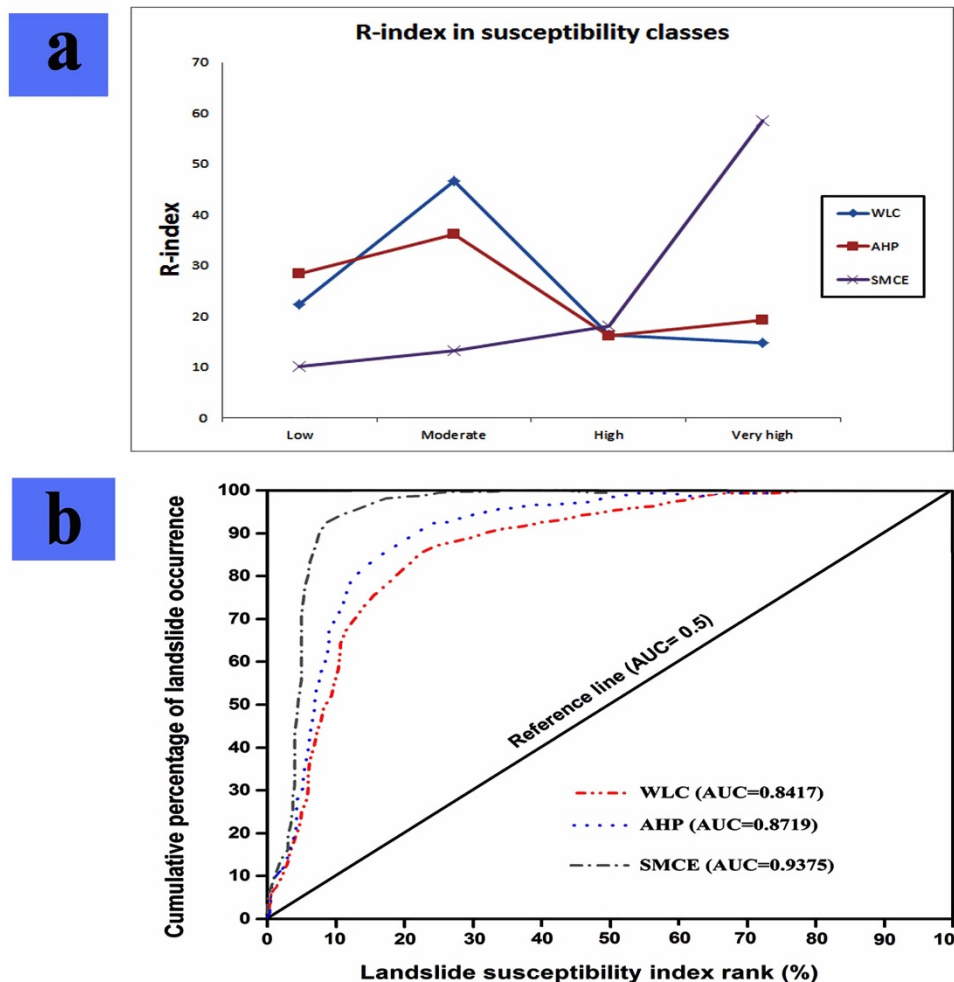 a
R-index in susceptibility classes
70
60
50
40
30
20
10
0
R-index
Low Moderate High Very high
WLC
AHP
SMCE
b
100
90
80
70
60
50
40
30
20
10
0
Cumulative percentage of landslide occurrence
Reference line (AUC= 0.5)
WLC (AUC=0.8417)
AHP (AUC=0.8719)
SMCE (AUC=0.9375)
0 10 20 30 40 50 60 70 80 90 100
Landslide susceptibility index rank (%)